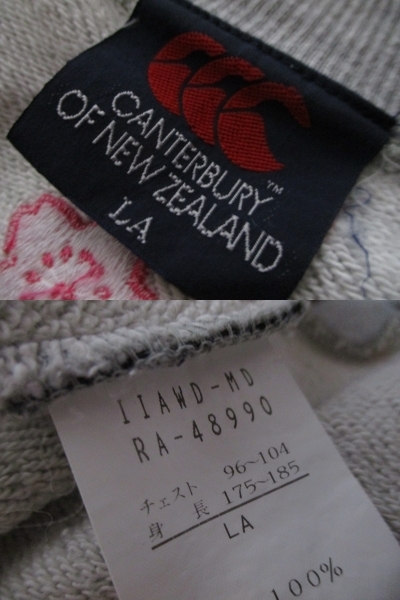 CANTERBURY™
OF NEW ZEALAND
LA
IIAWD-MD
RA-48990
チェスト 96~104
身長 175~185
LA
100%